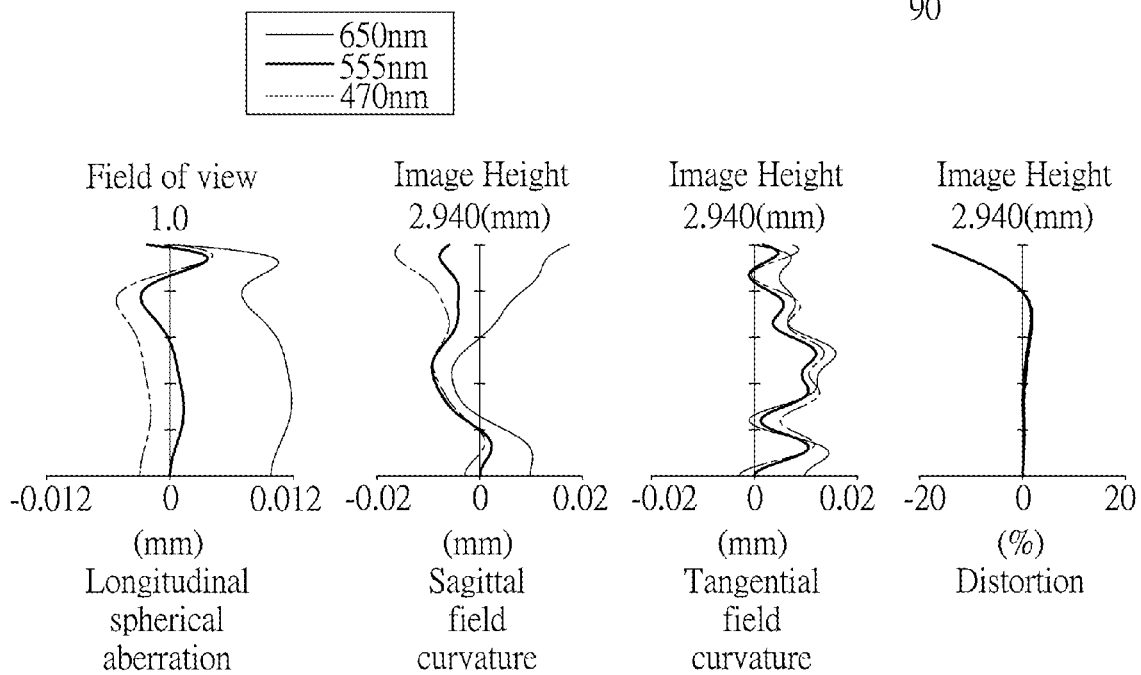 90
650nm
555nm
470nm
Field of view
1.0
Image Height
2.940(mm)
Image Height
2.940(mm)
Image Height
2.940(mm)
-0.012 0 0.012
(mm)
Longitudinal
spherical
aberration
-0.02 0 0.02
(mm)
Sagittal
field
curvature
-0.02 0 0.02
(mm)
Tangential
field
curvature
-20 0 20
(%)
Distortion